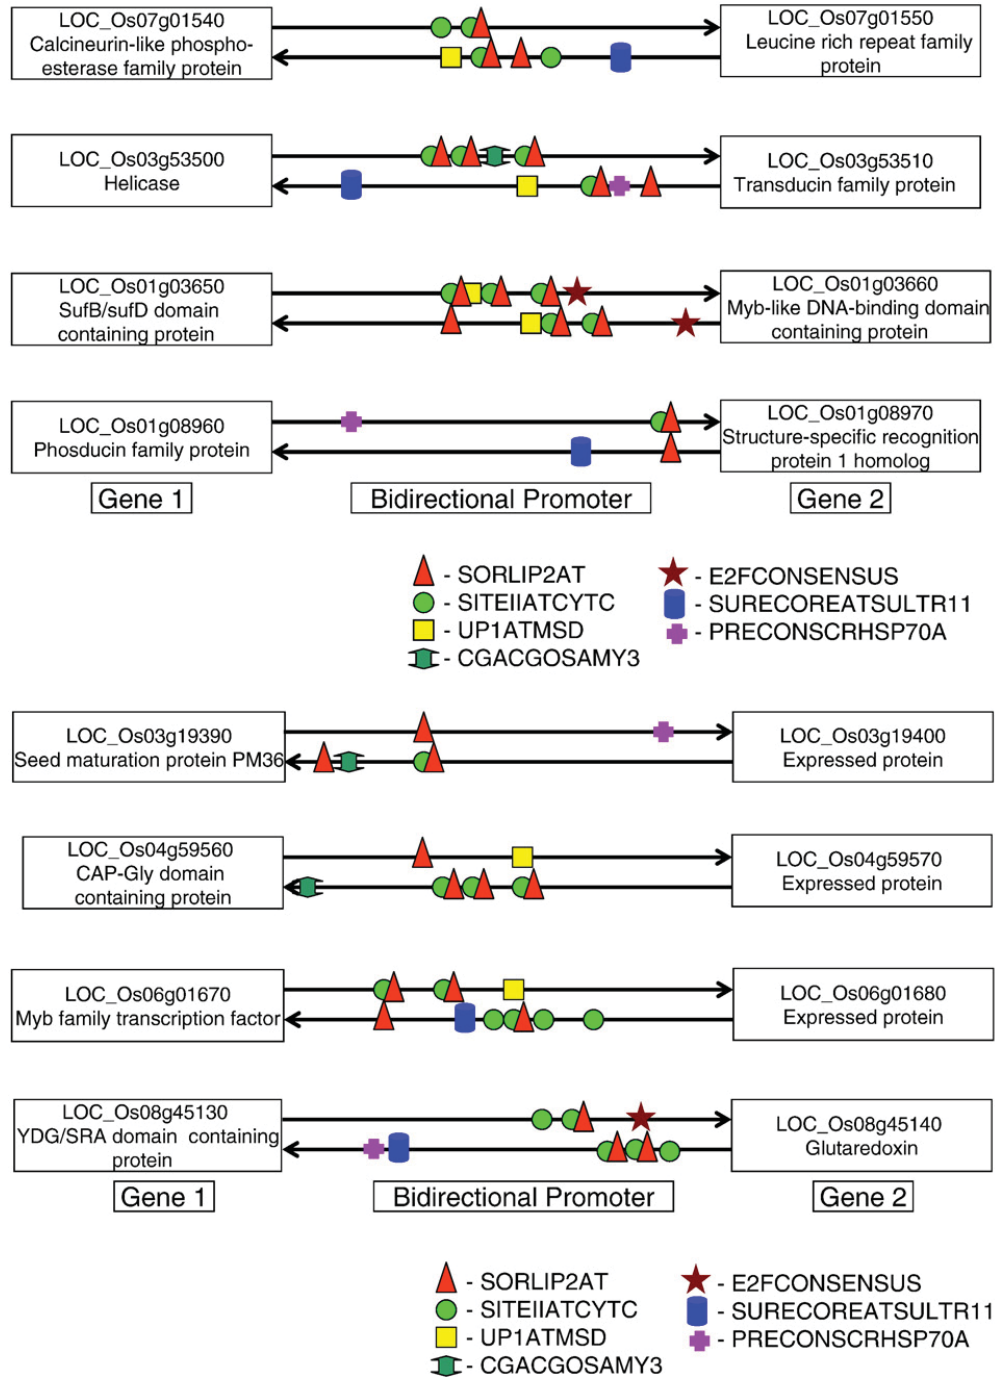 LOC_Os07g01540
Calcineurin-like phospho-
esterase family protein
LOC_Os07g01550
Leucine rich repeat family
protein
LOC_Os03g53500
Helicase
LOC_Os03g53510
Transducin family protein
LOC_Os01g03650
SufB/sufD domain
containing protein
LOC_Os01g03660
Myb-like DNA-binding domain
containing protein
LOC_Os01g08960
Phosducin family protein
LOC_Os01g08970
Structure-specific recognition
protein 1 homolog
Gene 1
Bidirectional Promoter
Gene 2
- SORLIP2AT
- SITEIIATCYTC
- UP1ATMSD
- CGACGOSAMY3
- E2FCONSENSUS
- SURECOREATSULTR11
- PRECONSCRHSP70A
LOC_Os03g19390
Seed maturation protein PM36
LOC_Os03g19400
Expressed protein
LOC_Os04g59560
CAP-Gly domain
containing protein
LOC_Os04g59570
Expressed protein
LOC_Os06g01670
Myb family transcription factor
LOC_Os06g01680
Expressed protein
LOC_Os08g45130
YDG/SRA domain containing
protein
LOC_Os08g45140
Glutaredoxin
Gene 1
Bidirectional Promoter
Gene 2
- SORLIP2AT
- SITEIIATCYTC
- UP1ATMSD
- CGACGOSAMY3
- E2FCONSENSUS
- SURECOREATSULTR11
- PRECONSCRHSP70A